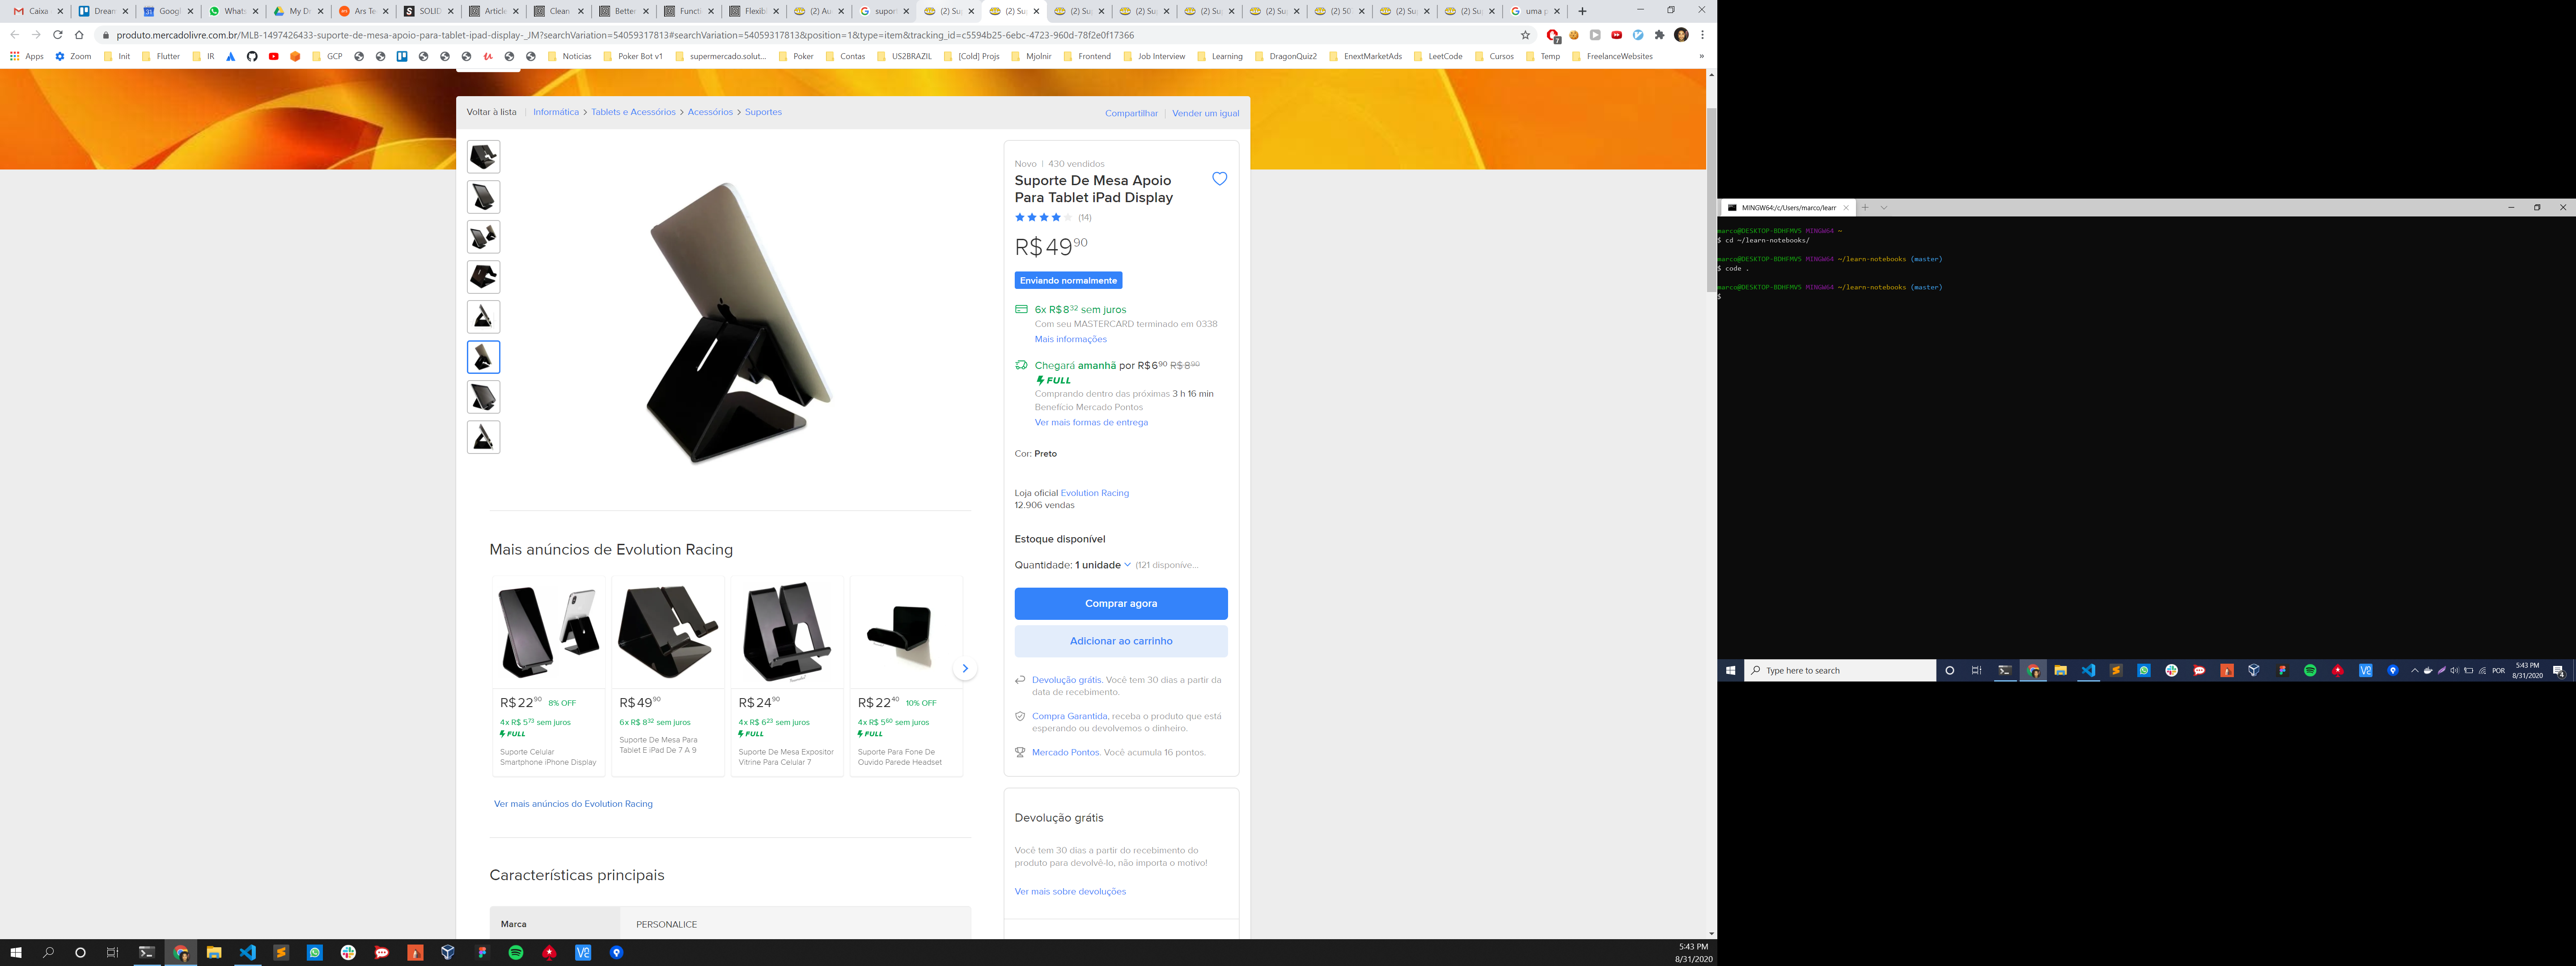 Caixa
Dream
Googl
Whats
My Dr
Ars Te
SOLID
Article
Clean
Better
Functi
Flexib
(2) Au
suport
(2) Su
(2) Su
(2) Su
(2) Su
(2) Su
(2) Su
(2) 50
(2) Su
(2) Su
uma p
produto.mercadolivre.com.br/MLB-1497426433-suporte-de-mesa-apoio-para-tablet-ipad-display-_JM?searchVariation=54059317813#searchVariation=54059317813&position=1&type=item&tracking_id=c5594b25-6ebc-4723-960d-78f2e0f17366
Apps Zoom Init Flutter IR GCP Noticias Poker Bot v1 supermercado.solut... Poker Contas US2BRAZIL [Cold] Projs Mjolnir Frontend Job Interview Learning DragonQuiz2 EnextMarketAds LeetCode Cursos Temp FreelanceWebsites »
Voltar à lista | Informática > Tablets e Acessórios > Acessórios > Suportes
Compartilhar | Vender um igual
Novo | 430 vendidos
Suporte De Mesa Apoio
Para Tablet iPad Display
(14)
R$ 49 90
Enviando normalmente
6x R$ 8 32 sem juros
Com seu MASTERCARD terminado em 0338
Mais informações
Chegará amanhã por R$ 6 90 R$ 8 90
FULL
Comprando dentro das próximas 3 h 16 min
Benefício Mercado Pontos
Ver mais formas de entrega
Cor: Preto
Loja oficial Evolution Racing
12.906 vendas
Estoque disponível
Quantidade: 1 unidade (121 disponíve...
Comprar agora
Adicionar ao carrinho
Devolução grátis. Você tem 30 dias a partir da
data de recebimento.
Compra Garantida, receba o produto que está
esperando ou devolvemos o dinheiro.
Mercado Pontos. Você acumula 16 pontos.
Devolução grátis
Você tem 30 dias a partir do recebimento do
produto para devolvê-lo, não importa o motivo!
Ver mais sobre devoluções
Mais anúncios de Evolution Racing
R$ 22 90 8% OFF
4x R$ 5 73 sem juros
FULL
Suporte Celular
Smartphone iPhone Display
R$ 49 90
6x R$ 8 32 sem juros
Suporte De Mesa Para
Tablet E iPad De 7 A 9
R$ 24 90
4x R$ 6 23 sem juros
FULL
Suporte De Mesa Expositor
Vitrine Para Celular 7
R$ 22 40 10% OFF
4x R$ 5 60 sem juros
FULL
Suporte Para Fone De
Ouvido Parede Headset
Ver mais anúncios do Evolution Racing
Características principais
Marca PERSONALICE
5:43 PM
8/31/2020
MINGW64:/c/Users/marco/learn
marco@DESKTOP-BDHFMV5 MINGW64 ~
$ cd ~/learn-notebooks/
marco@DESKTOP-BDHFMV5 MINGW64 ~/learn-notebooks (master)
$ code .
marco@DESKTOP-BDHFMV5 MINGW64 ~/learn-notebooks (master)
$
Type here to search
POR
5:43 PM
8/31/2020